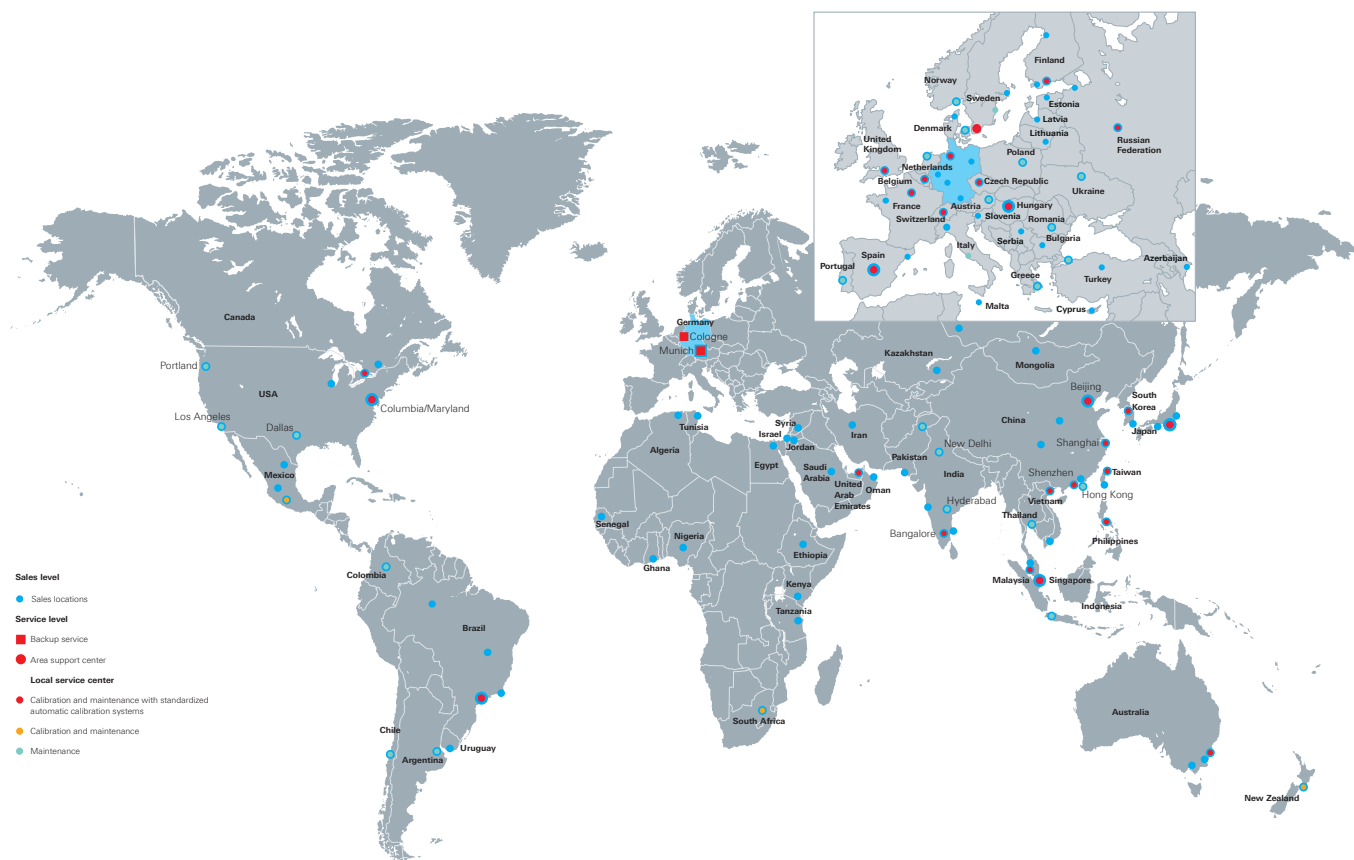 Finland
Norway
Sweden
Estonia
Latvia
Denmark
Lithuania
United
Kingdom
Russian
Federation
Poland
Netherlands
Belgium
Czech Republic
Ukraine
France
Austria
Hungary
Switzerland
Slovenia
Romania
Serbia
Bulgaria
Italy
Spain
Portugal
Azerbaijan
Greece
Turkey
Malta
Cyprus
Canada
Germany
Cologne
Munich
Kazakhstan
Mongolia
Portland
USA
Columbia/Maryland
Beijing
South
Korea
Los Angeles
Dallas
Tunisia
Syria
Israel
Jordan
Iran
China
Japan
Algeria
New Delhi
Shanghai
Mexico
Egypt
Saudi
Arabia
United
Arab
Emirates
Oman
Pakistan
India
Shenzhen
Taiwan
Hong Kong
Vietnam
Hyderabad
Thailand
Senegal
Nigeria
Bangalore
Philippines
Ghana
Ethiopia
Colombia
Kenya
Malaysia
Singapore
Tanzania
Indonesia
Brazil
Sales level
Sales locations
Service level
Backup service
Area support center
Local service center
Calibration and maintenance with standardized
automatic calibration systems
Calibration and maintenance
Maintenance
South Africa
Australia
Chile
Uruguay
Argentina
New Zealand